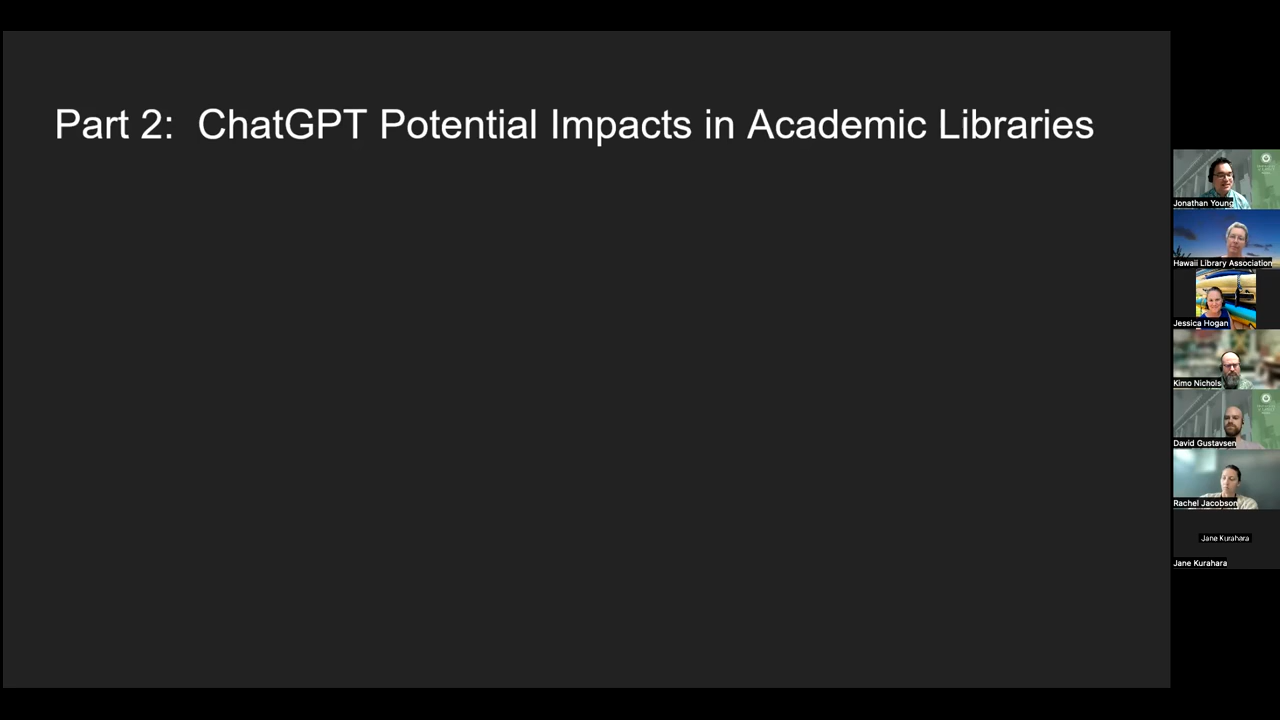 Part 2:  ChatGPT Potential Impacts in Academic Libraries
Jonathan Young
Hawaii Library Association
Jessica Hogan
Kimo Nichols
David Gustavsen
Rachel Jacobson
Jane Kurahara
Jane Kurahara